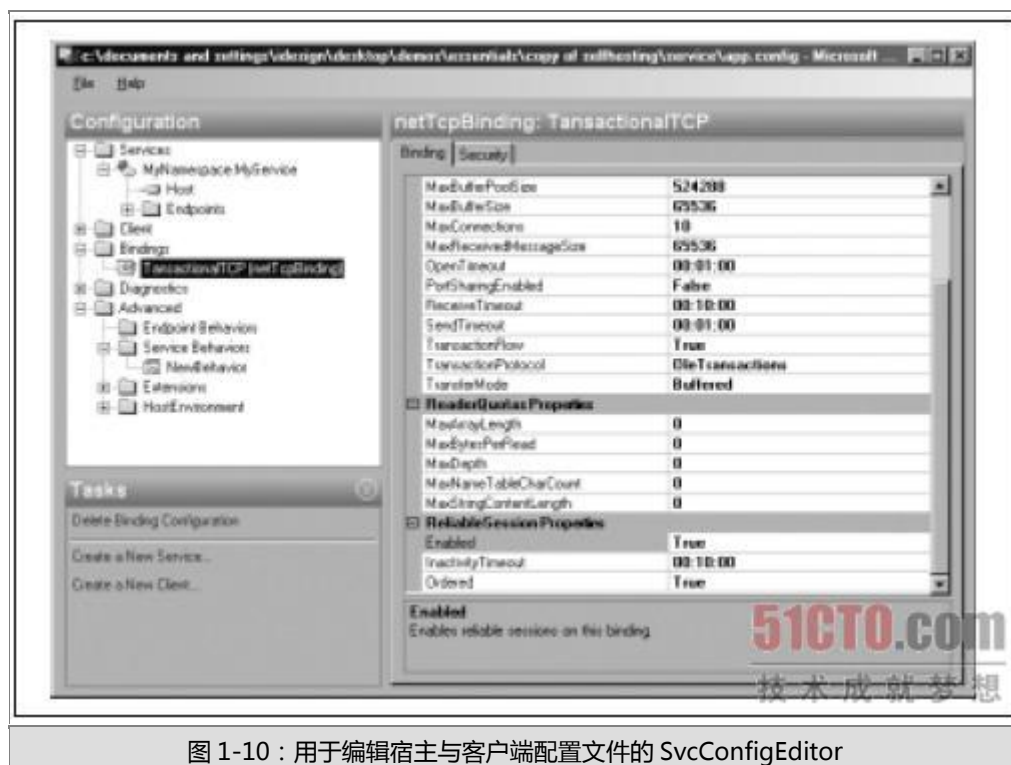 c:\documents and settings\idesign\desktop\demos\essentials\copy of selfhosting\service\app.config - Microsoft ...
File Help
Configuration
Services
MyNamespace.MyService
Host
Endpoints
Client
Bindings
TansactionalTCP (netTcpBinding)
Diagnostics
Advanced
Endpoint Behaviors
Service Behaviors
NewBehavior
Extensions
HostEnvironment
Tasks
Delete Binding Configuration
Create a New Service...
Create a New Client...
netTcpBinding: TansactionalTCP
Binding Security
MaxBufferPoolSize 524288
MaxBufferSize 65536
MaxConnections 10
MaxReceivedMessageSize 65536
OpenTimeout 00:01:00
PortSharingEnabled False
ReceiveTimeout 00:10:00
SendTimeout 00:01:00
TransactionFlow True
TransactionProtocol OleTransactions
TransferMode Buffered
ReaderQuotas Properties
MaxArrayLength 0
MaxBytesPerRead 0
MaxDepth 0
MaxNameTableCharCount 0
MaxStringContentLength 0
ReliableSession Properties
Enabled True
InactivityTimeout 00:10:00
Ordered True
Enabled
Enables reliable sessions on this binding.
51CTO.com
技术成就梦想
图 1-10：用于编辑宿主与客户端配置文件的 SvcConfigEditor